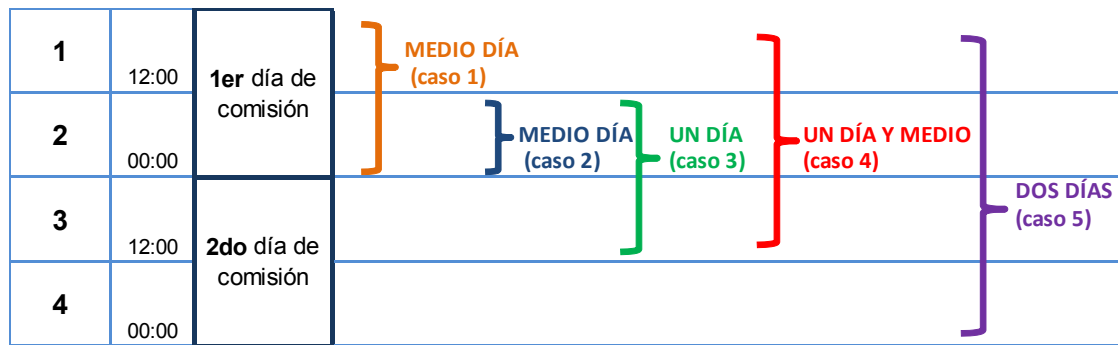 1
12:00
1er día de
comisión
2
00:00
3
12:00
2do día de
comisión
4
00:00
MEDIO DÍA
(caso 1)
MEDIO DÍA
(caso 2)
UN DÍA
(caso 3)
UN DÍA Y MEDIO
(caso 4)
DOS DÍAS
(caso 5)